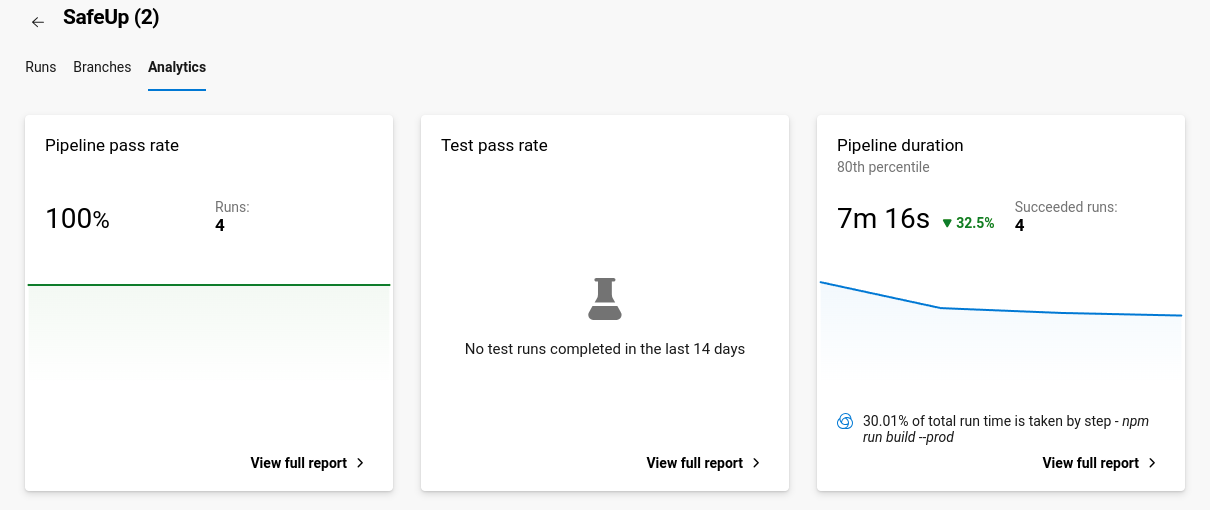 SafeUp (2)
Runs Branches Analytics
Pipeline pass rate
100%
Runs:
4
View full report
Test pass rate
No test runs completed in the last 14 days
View full report
Pipeline duration
80th percentile
7m 16s 32.5%
Succeeded runs:
4
30.01% of total run time is taken by step - npm
run build --prod
View full report